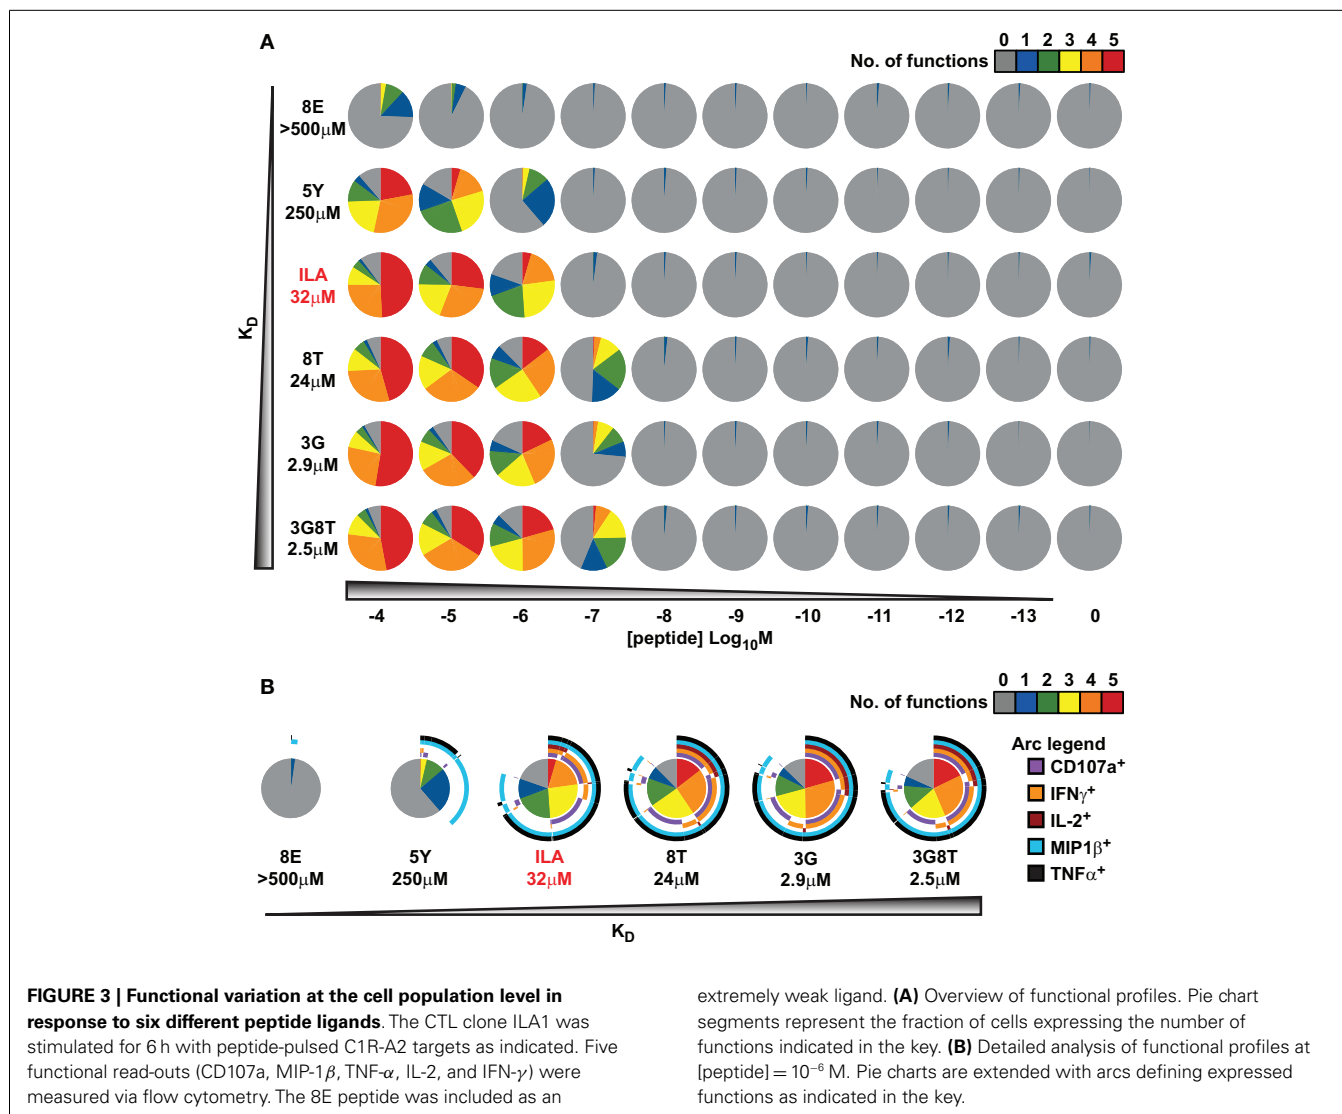 A
0 1 2 3 4 5
No. of functions
8E
>500µM
5Y
250µM
ILA
32µM
8T
24µM
3G
2.9µM
3G8T
2.5µM
K_D
-4 -5 -6 -7 -8 -9 -10 -11 -12 -13 0
[peptide] Log₁₀M
B
0 1 2 3 4 5
No. of functions
Arc legend
CD107a⁺
IFNγ⁺
IL-2⁺
MIP1β⁺
TNFα⁺
8E 5Y ILA 8T 3G 3G8T
>500µM 250µM 32µM 24µM 2.9µM 2.5µM
K_D
FIGURE 3 | Functional variation at the cell population level in
response to six different peptide ligands. The CTL clone ILA1 was
stimulated for 6 h with peptide-pulsed C1R-A2 targets as indicated. Five
functional read-outs (CD107a, MIP-1β, TNF-α, IL-2, and IFN-γ) were
measured via flow cytometry. The 8E peptide was included as an
extremely weak ligand. (A) Overview of functional profiles. Pie chart
segments represent the fraction of cells expressing the number of
functions indicated in the key. (B) Detailed analysis of functional profiles at
[peptide] = 10⁻⁶ M. Pie charts are extended with arcs defining expressed
functions as indicated in the key.